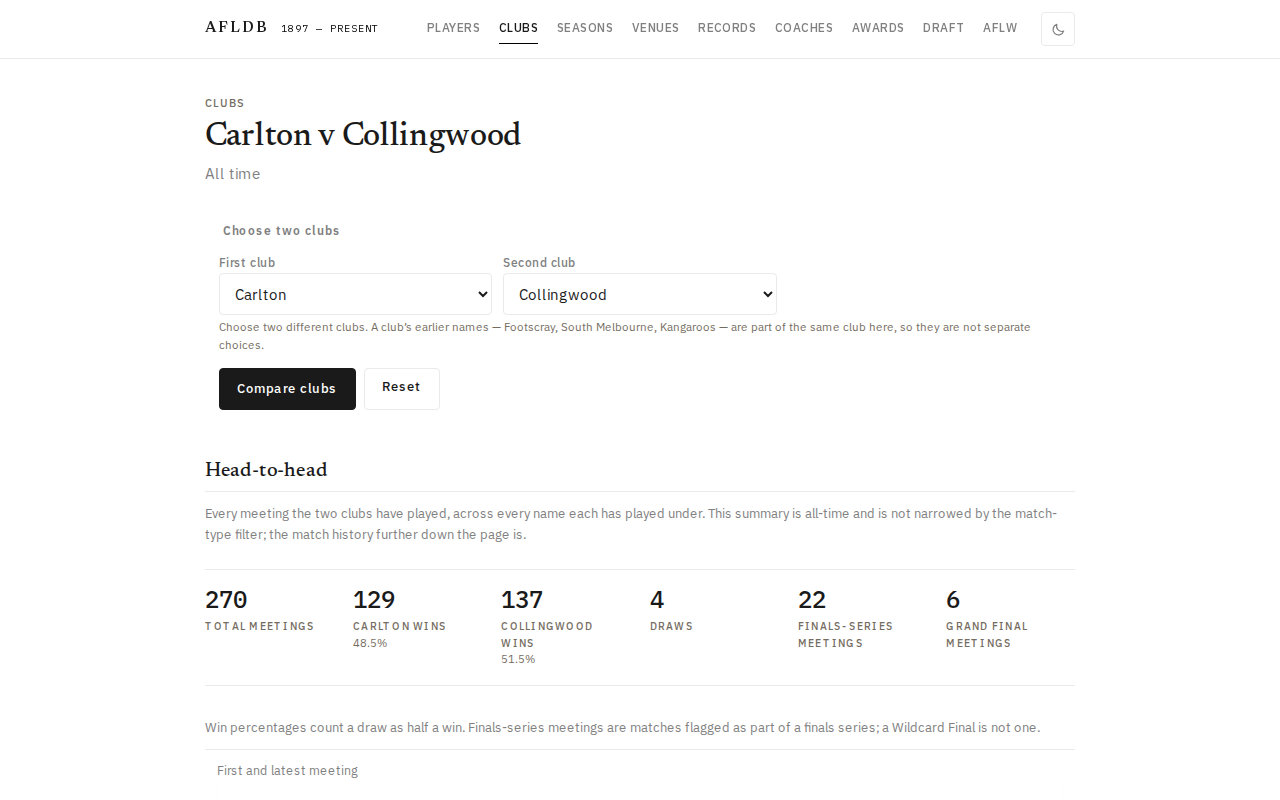 AFLDB 1897 – PRESENT PLAYERS CLUBS SEASONS VENUES RECORDS COACHES AWARDS DRAFT AFLW
CLUBS
Carlton v Collingwood
All time
Choose two clubs
First club Second club
Carlton Collingwood
Choose two different clubs. A club's earlier names — Footscray, South Melbourne, Kangaroos — are part of the same club here, so they are not separate
choices.
Compare clubs Reset
Head-to-head
Every meeting the two clubs have played, across every name each has played under. This summary is all-time and is not narrowed by the match-
type filter; the match history further down the page is.
270 129 137 4 22 6
TOTAL MEETINGS CARLTON WINS COLLINGWOOD DRAWS FINALS-SERIES GRAND FINAL
48.5% WINS MEETINGS MEETINGS
51.5%
Win percentages count a draw as half a win. Finals-series meetings are matches flagged as part of a finals series; a Wildcard Final is not one.
First and latest meeting